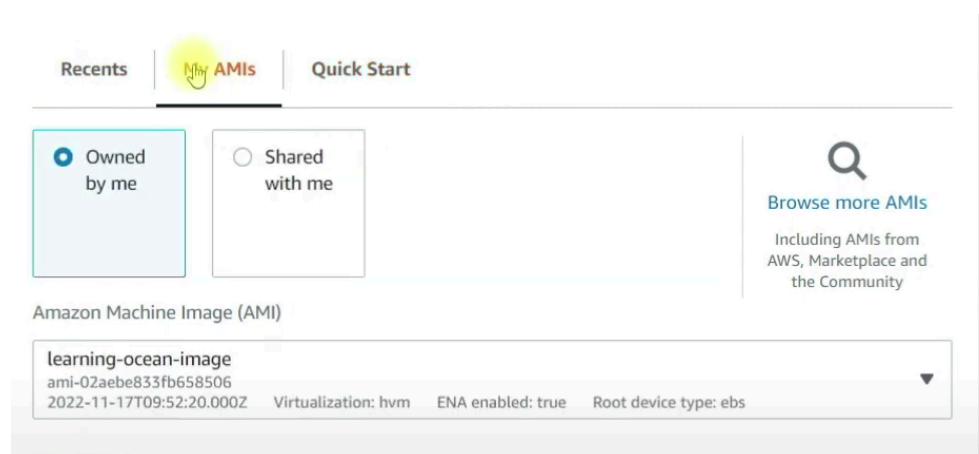 Recents
My AMIs
Quick Start
Owned
by me
Shared
with me
Browse more AMIs
Including AMIs from
AWS, Marketplace and
the Community
Amazon Machine Image (AMI)
learning-ocean-image
ami-02aebe833fb658506
2022-11-17T09:52:20.000Z Virtualization: hvm ENA enabled: true Root device type: ebs